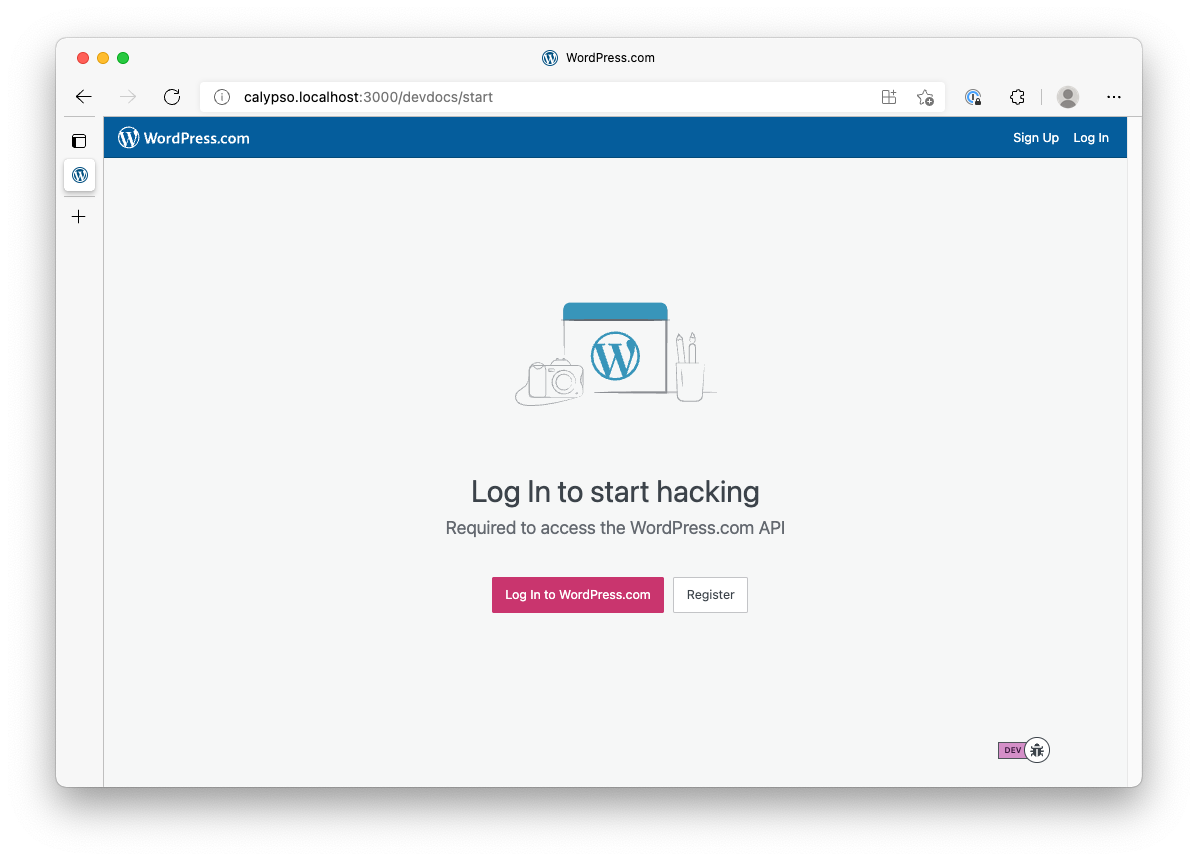 WordPress.com
calypso.localhost:3000/devdocs/start
WordPress.com
Sign Up Log In
Log In to start hacking
Required to access the WordPress.com API
Log In to WordPress.com Register
DEV